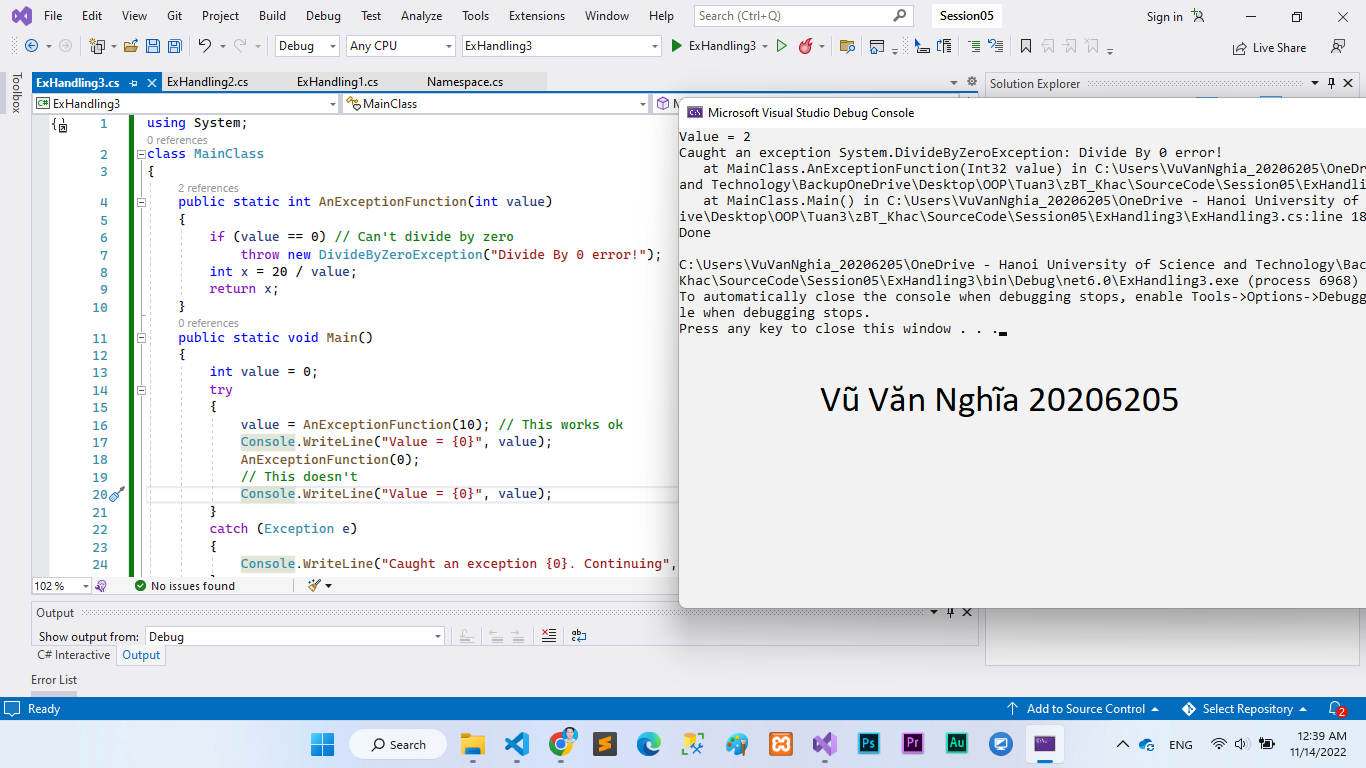 File Edit View Git Project Build Debug Test Analyze Tools Extensions Window Help Search (Ctrl+Q) Session05 Sign in
Debug Any CPU ExHandling3 ExHandling3 Live Share
Toolbox
ExHandling3.cs ExHandling2.cs ExHandling1.cs Namespace.cs
ExHandling3 MainClass
1 using System;
0 references
2 class MainClass
3 {
2 references
4 public static int AnExceptionFunction(int value)
5 {
6 if (value == 0) // Can't divide by zero
7 throw new DivideByZeroException("Divide By 0 error!");
8 int x = 20 / value;
9 return x;
10 }
0 references
11 public static void Main()
12 {
13 int value = 0;
14 try
15 {
16 value = AnExceptionFunction(10); // This works ok
17 Console.WriteLine("Value = {0}", value);
18 AnExceptionFunction(0);
19 // This doesn't
20 Console.WriteLine("Value = {0}", value);
21 }
22 catch (Exception e)
23 {
24 Console.WriteLine("Caught an exception {0}. Continuing",
102 % No issues found
Output
Show output from: Debug
C# Interactive Output
Error List
Solution Explorer
Microsoft Visual Studio Debug Console
Value = 2
Caught an exception System.DivideByZeroException: Divide By 0 error!
at MainClass.AnExceptionFunction(Int32 value) in C:\Users\VuVanNghia_20206205\OneDr
and Technology\BackupOneDrive\Desktop\OOP\Tuan3\zBT_Khac\SourceCode\Session05\ExHandli
at MainClass.Main() in C:\Users\VuVanNghia_20206205\OneDrive - Hanoi University of
ive\Desktop\OOP\Tuan3\zBT_Khac\SourceCode\Session05\ExHandling3\ExHandling3.cs:line 18
Done
C:\Users\VuVanNghia_20206205\OneDrive - Hanoi University of Science and Technology\Bac
Khac\SourceCode\Session05\ExHandling3\bin\Debug\net6.0\ExHandling3.exe (process 6968)
To automatically close the console when debugging stops, enable Tools->Options->Debugg
le when debugging stops.
Press any key to close this window . . .
Vũ Văn Nghĩa 20206205
Ready Add to Source Control Select Repository 2
Search Ps Pr Au ENG 12:39 AM
11/14/2022